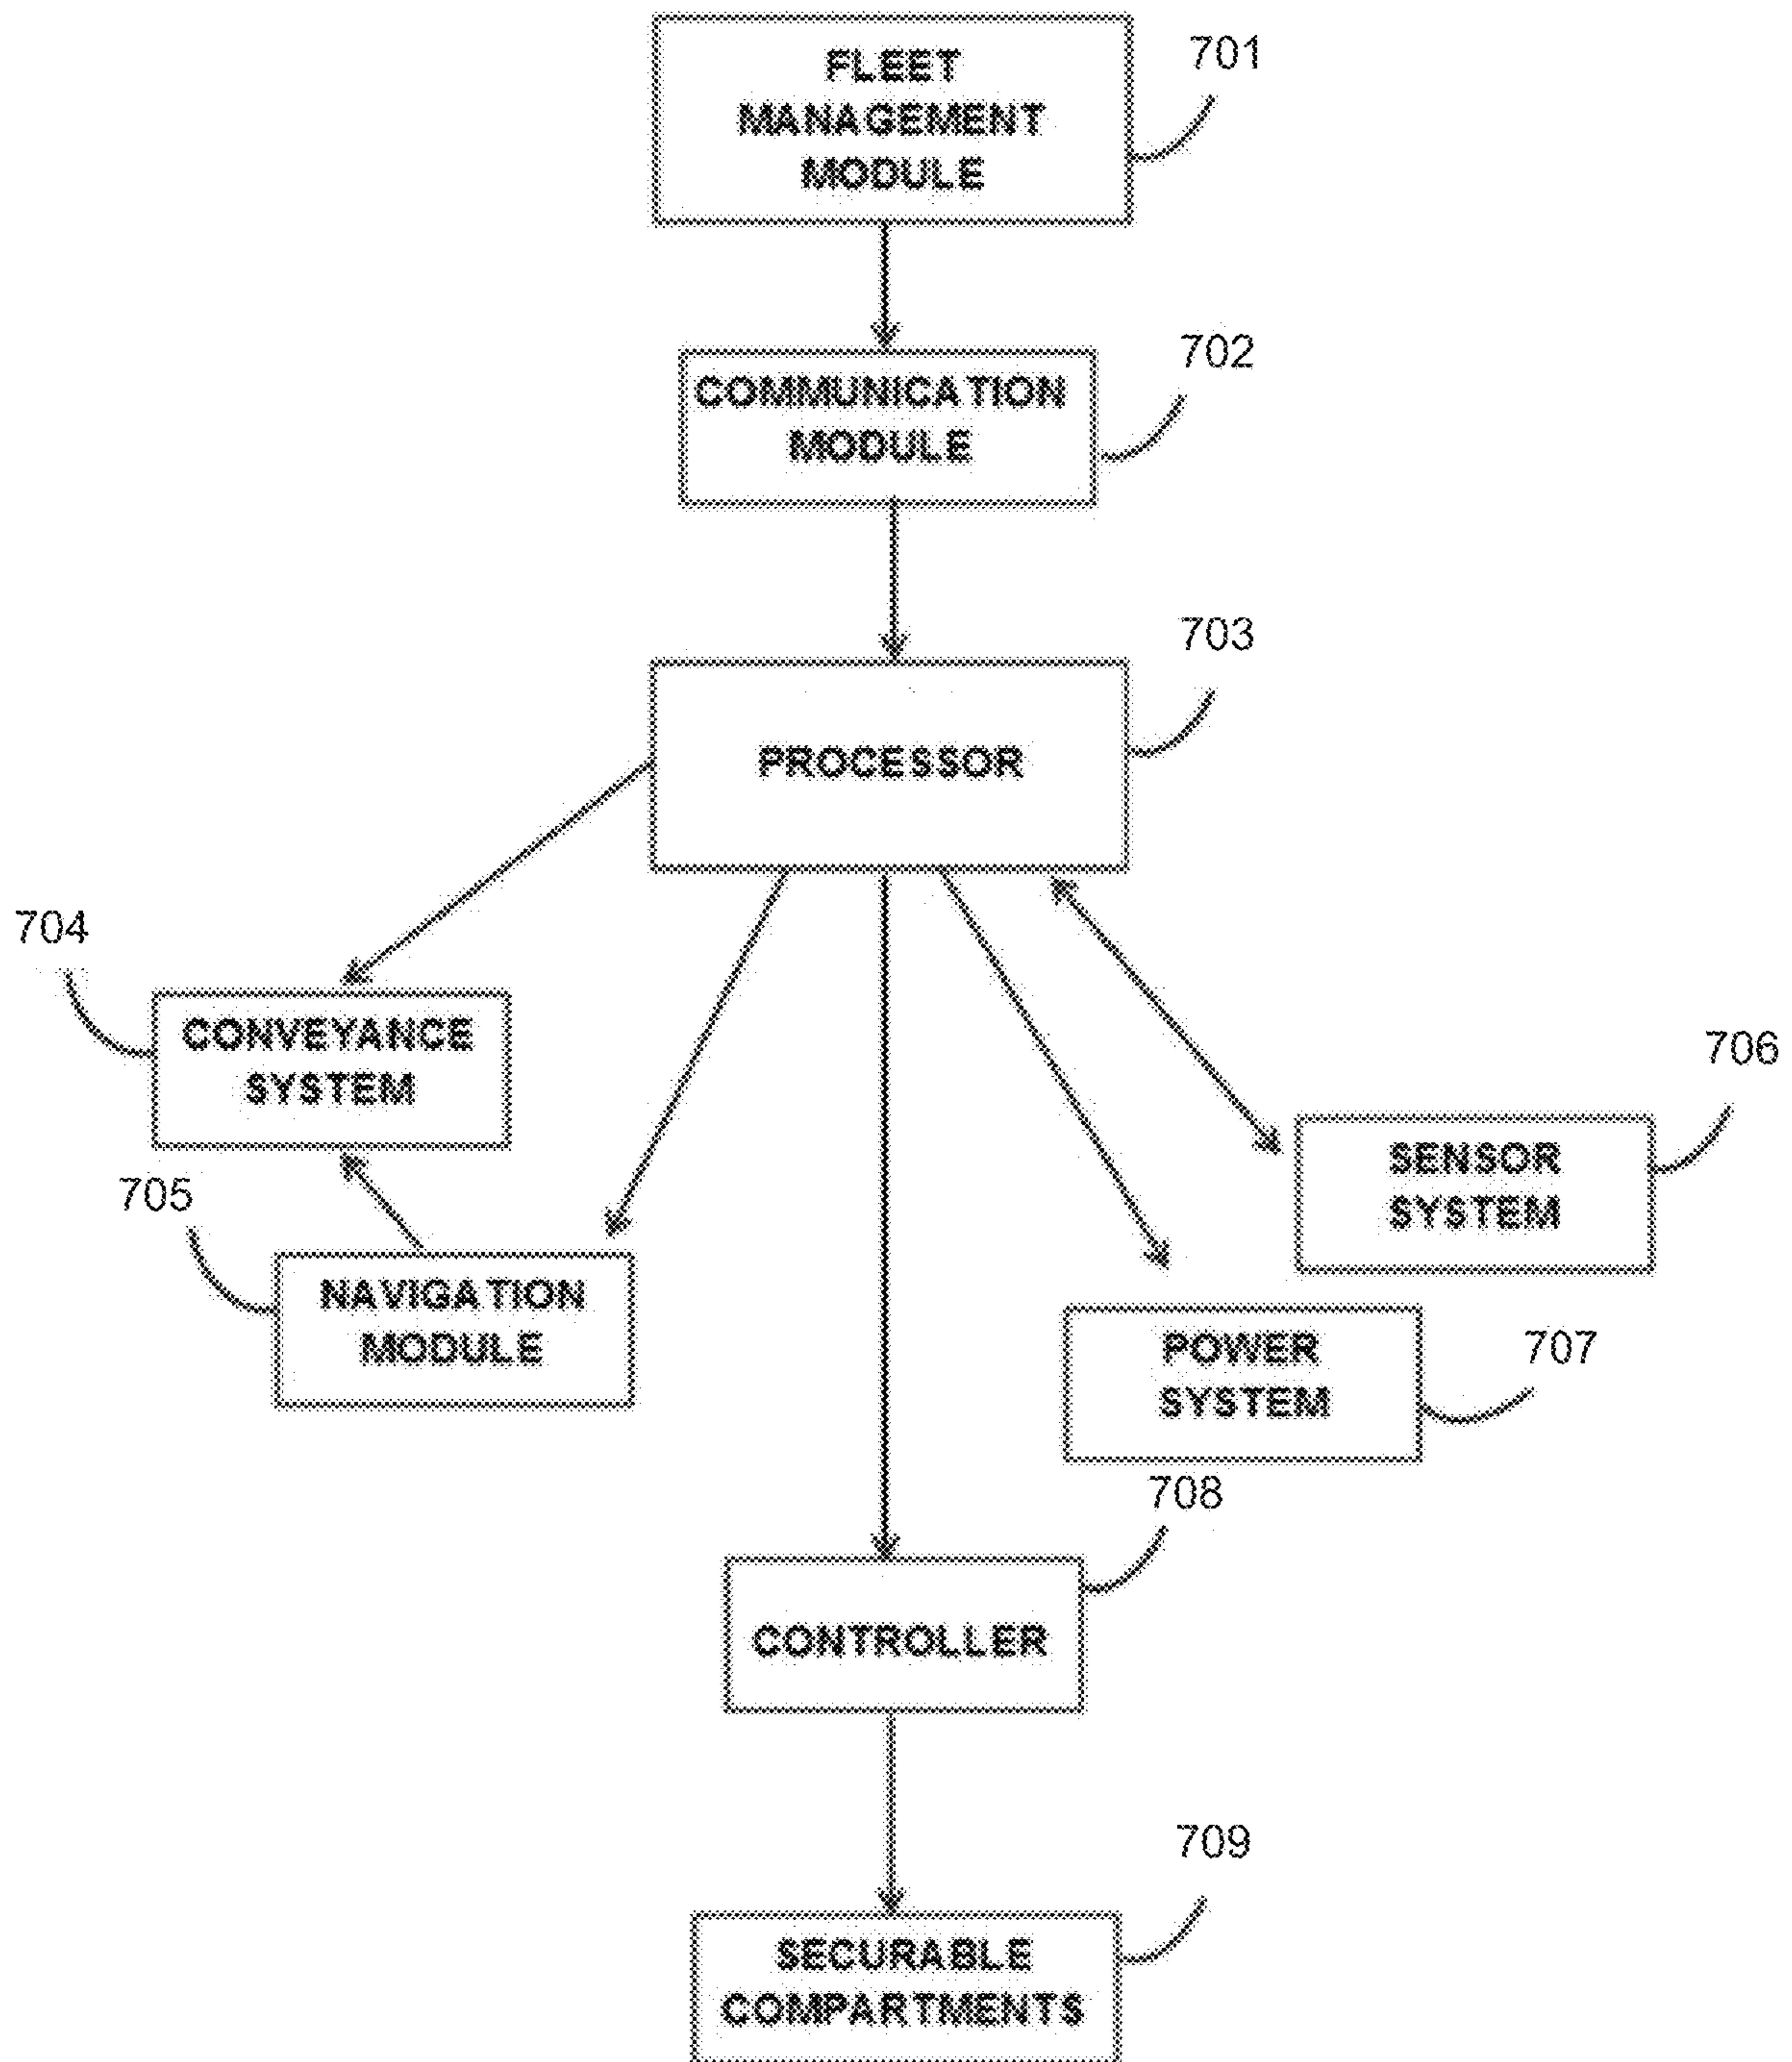 FLEET
MANAGEMENT
MODULE
701
COMMUNICATION
MODULE
702
PROCESSOR
703
704
CONVEYANCE
SYSTEM
705
NAVIGATION
MODULE
706
SENSOR
SYSTEM
POWER
SYSTEM
707
708
CONTROLLER
709
SECURABLE
COMPARTMENTS